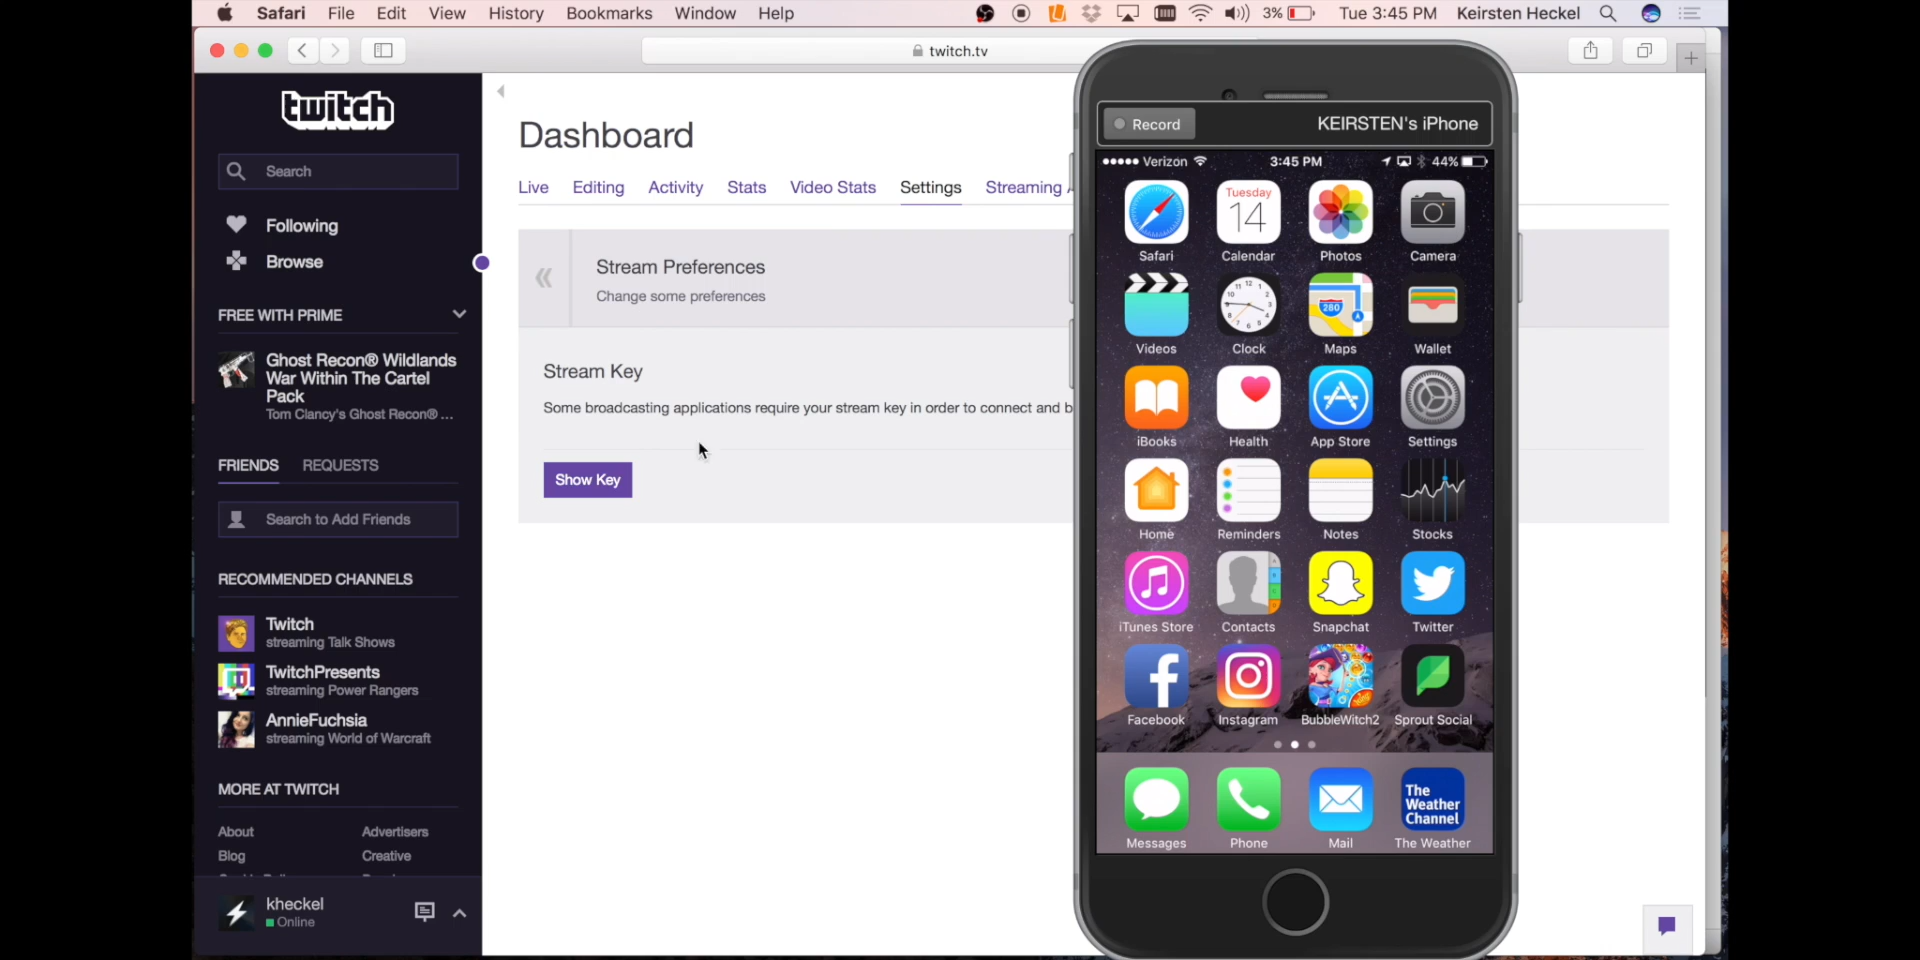 Safari File Edit View History Bookmarks Window Help 3% Tue 3:45 PM Keirsten Heckel
twitch.tv
twitch
Search
Following
Browse
FREE WITH PRIME
Ghost Recon® Wildlands
War Within The Cartel
Pack
Tom Clancy's Ghost Recon® ...
FRIENDS REQUESTS
Search to Add Friends
RECOMMENDED CHANNELS
Twitch
streaming Talk Shows
TwitchPresents
streaming Power Rangers
AnnieFuchsia
streaming World of Warcraft
MORE AT TWITCH
About Advertisers
Blog Creative
kheckel
Online
Dashboard
Live Editing Activity Stats Video Stats Settings Streaming
Stream Preferences
Change some preferences
Stream Key
Some broadcasting applications require your stream key in order to connect and b
Show Key
Record KEIRSTEN's iPhone
Verizon 3:45 PM 44%
Tuesday
14
Safari Calendar Photos Camera
280
Videos Clock Maps Wallet
iBooks Health App Store Settings
Home Reminders Notes Stocks
iTunes Store Contacts Snapchat Twitter
Facebook Instagram BubbleWitch2 Sprout Social
The
Weather
Channel
Messages Phone Mail The Weather